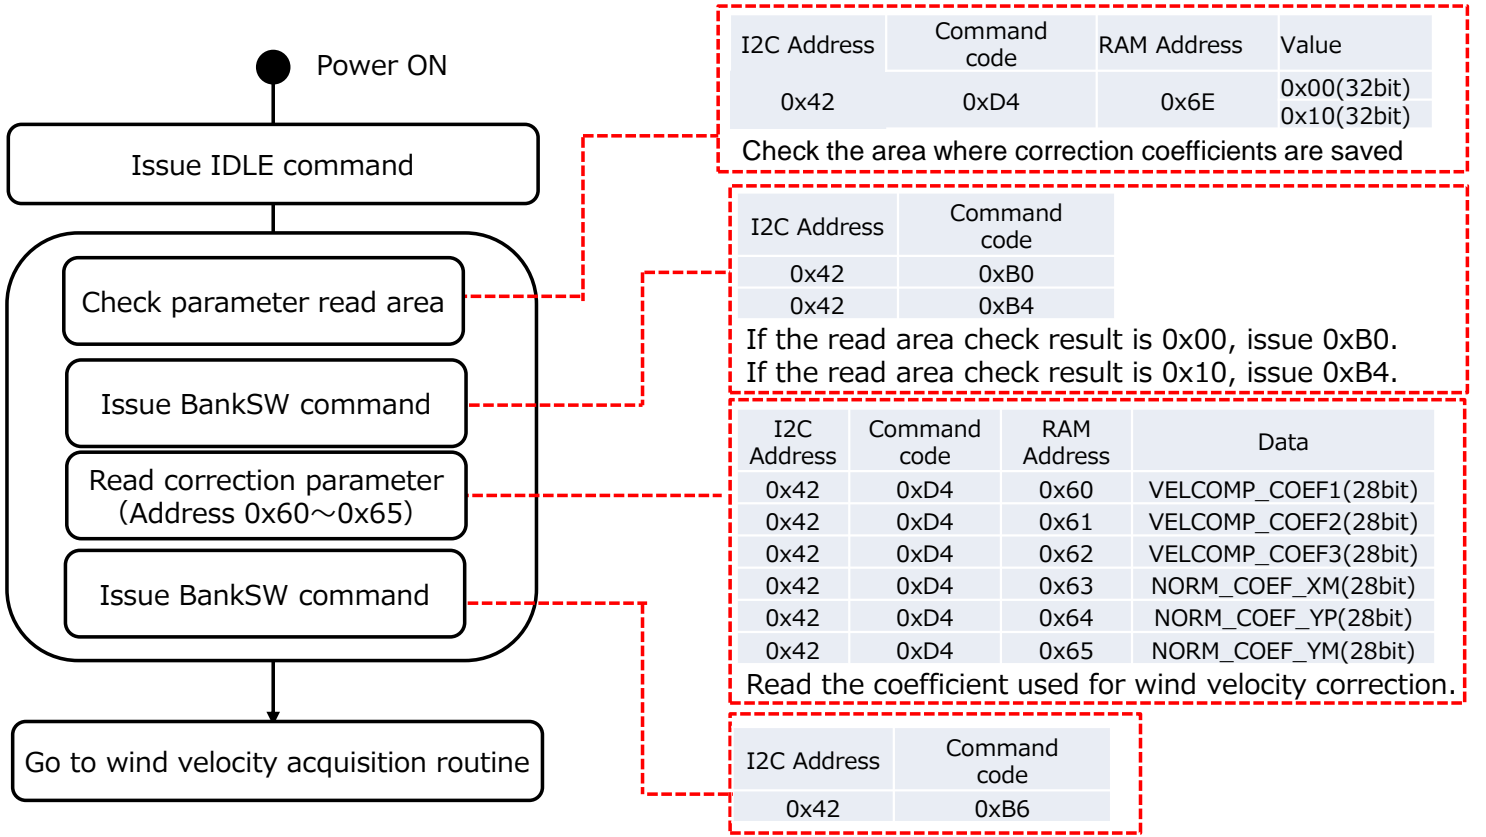 Power ON
Issue IDLE command
Check parameter read area
Issue BankSW command
Read correction parameter
（Address 0x60～0x65）
Issue BankSW command
Go to wind velocity acquisition routine
I2C Address Command code RAM Address Value
0x42 0xD4 0x6E 0x00(32bit)
0x10(32bit)
Check the area where correction coefficients are saved
I2C Address Command code
0x42 0xB0
0x42 0xB4
If the read area check result is 0x00, issue 0xB0.
If the read area check result is 0x10, issue 0xB4.
I2C Address Command code RAM Address Data
0x42 0xD4 0x60 VELCOMP_COEF1(28bit)
0x42 0xD4 0x61 VELCOMP_COEF2(28bit)
0x42 0xD4 0x62 VELCOMP_COEF3(28bit)
0x42 0xD4 0x63 NORM_COEF_XM(28bit)
0x42 0xD4 0x64 NORM_COEF_YP(28bit)
0x42 0xD4 0x65 NORM_COEF_YM(28bit)
Read the coefficient used for wind velocity correction.
I2C Address Command code
0x42 0xB6